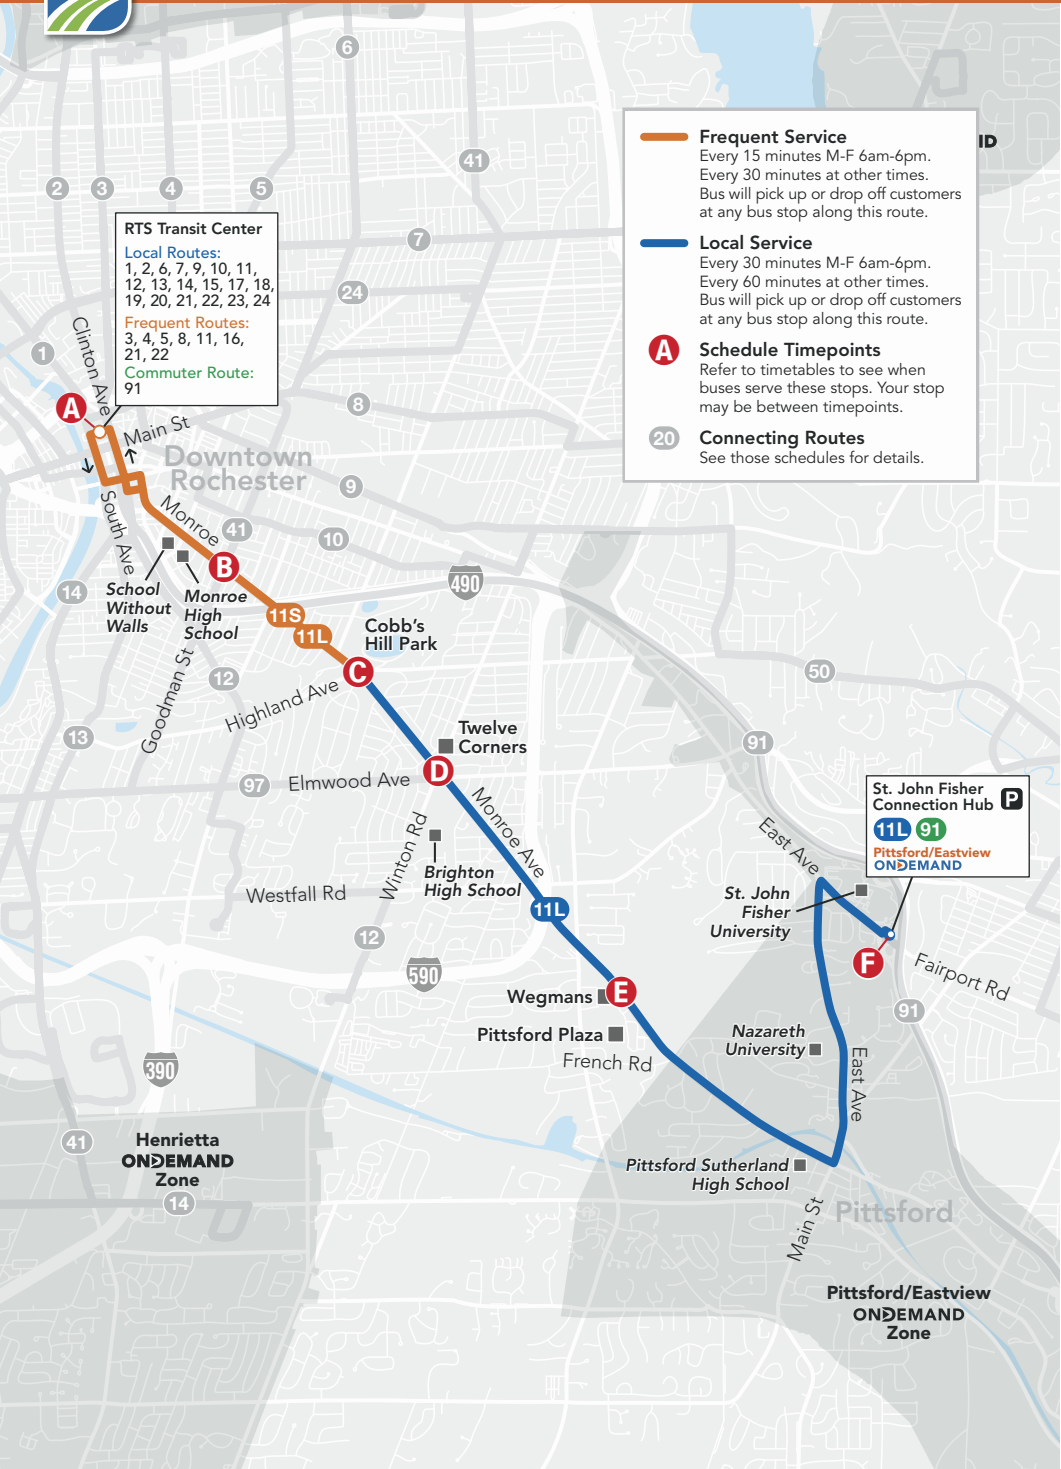 6
41
2
3
4
5
7
24
1
8
9
10
41
14
12
13
97
12
50
91
91
41
14
490
590
390
ID
Frequent Service
Every 15 minutes M-F 6am-6pm.
Every 30 minutes at other times.
Bus will pick up or drop off customers
at any bus stop along this route.
Local Service
Every 30 minutes M-F 6am-6pm.
Every 60 minutes at other times.
Bus will pick up or drop off customers
at any bus stop along this route.
A
Schedule Timepoints
Refer to timetables to see when
buses serve these stops. Your stop
may be between timepoints.
20
Connecting Routes
See those schedules for details.
RTS Transit Center
Local Routes:
1, 2, 6, 7, 9, 10, 11,
12, 13, 14, 15, 17, 18,
19, 20, 21, 22, 23, 24
Frequent Routes:
3, 4, 5, 8, 11, 16,
21, 22
Commuter Route:
91
Clinton Ave
A
Main St
Downtown
Rochester
South Ave
Monroe
B
School
Without
Walls
Monroe
High
School
11S
11L
Cobb's
Hill Park
C
Goodman St
Highland Ave
Twelve
Corners
D
Elmwood Ave
Monroe Ave
Winton Rd
Brighton
High School
Westfall Rd
11L
Wegmans
E
Pittsford Plaza
French Rd
East Ave
St. John Fisher
Connection Hub
P
11L
91
Pittsford/Eastview
ONDEMAND
St. John
Fisher
University
F
Fairport Rd
Nazareth
University
East Ave
Pittsford Sutherland
High School
Main St
Pittsford
Henrietta
ONDEMAND
Zone
Pittsford/Eastview
ONDEMAND
Zone